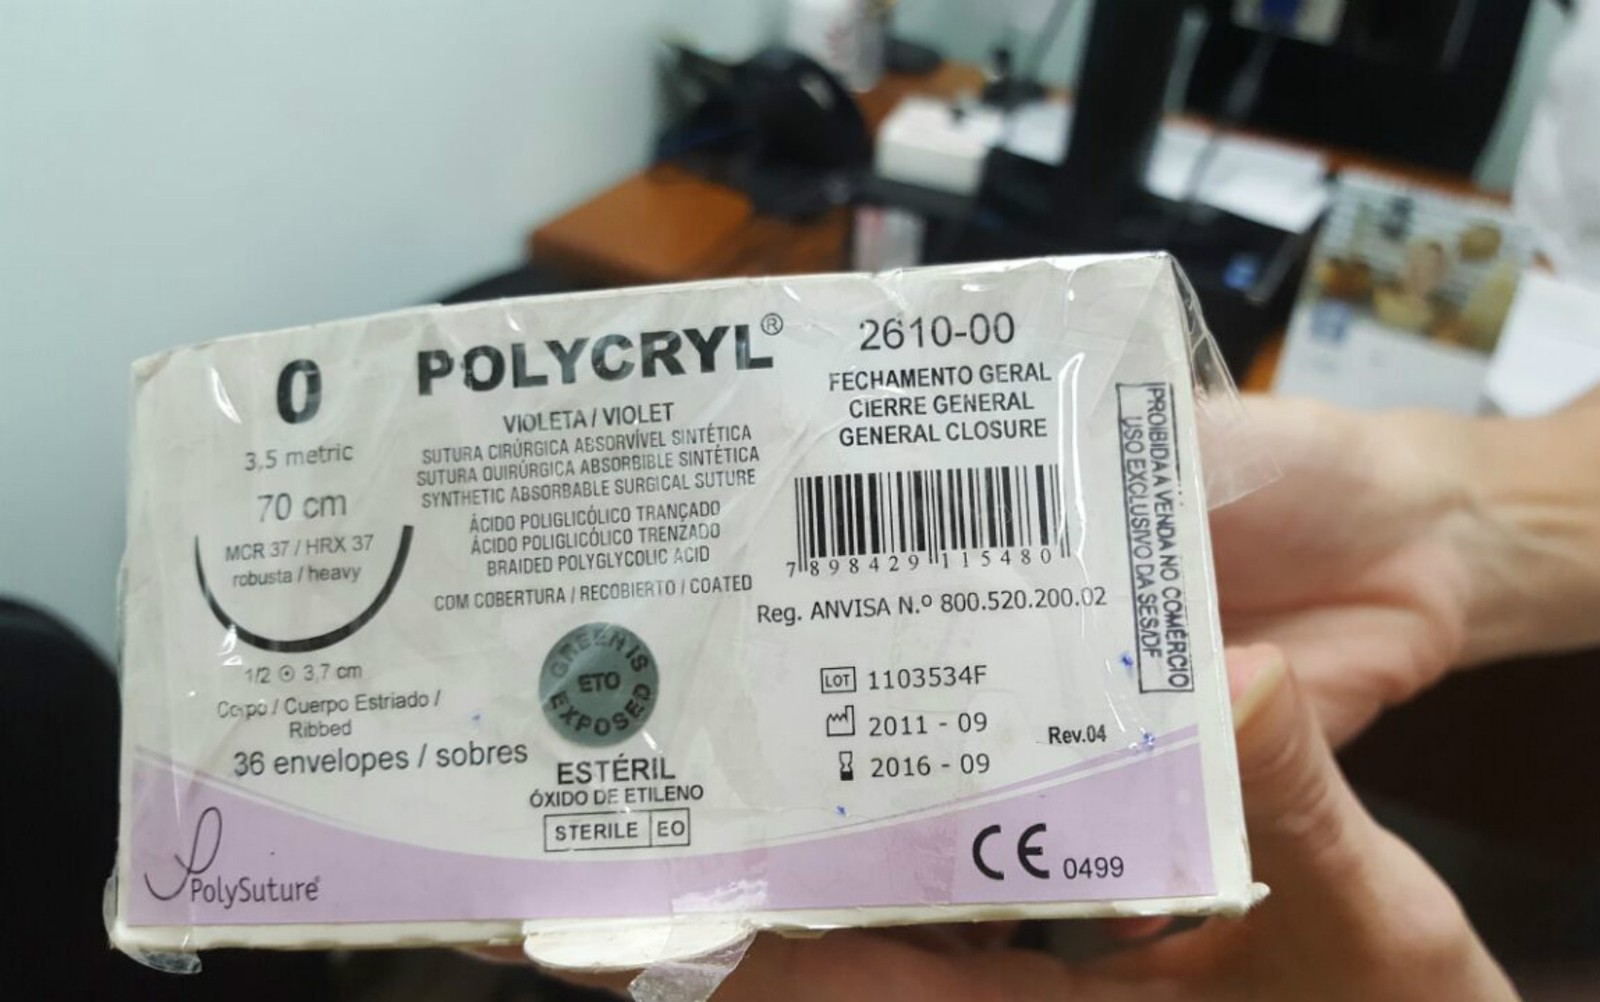 0
3,5 metric
70 cm
MCR 37 / HRX 37
robusta / heavy
1/2 3,7 cm
Corpo / Cuerpo Estriado /
Ribbed
36 envelopes / sobres
PolySuture®
POLYCRYL®
VIOLETA / VIOLET
SUTURA CIRÚRGICA ABSORVÍVEL SINTÉTICA
SUTURA QUIRÚRGICA ABSORBIBLE SINTÉTICA
SYNTHETIC ABSORBABLE SURGICAL SUTURE
ÁCIDO POLIGLICÓLICO TRANÇADO
ÁCIDO POLIGLICÓLICO TRENZADO
BRAIDED POLYGLYCOLIC ACID
COM COBERTURA / RECOBIERTO / COATED
GREEN IS
ETO
EXPOSED
ESTÉRIL
ÓXIDO DE ETILENO
STERILE EO
2610-00
FECHAMENTO GERAL
CIERRE GENERAL
GENERAL CLOSURE
7 898429 115480
Reg. ANVISA N.º 800.520.200.02
LOT 1103534F
2011 - 09
2016 - 09
Rev.04
CE 0499
PROIBIDA A VENDA NO COMÉRCIO
USO EXCLUSIVO DA SES/DF